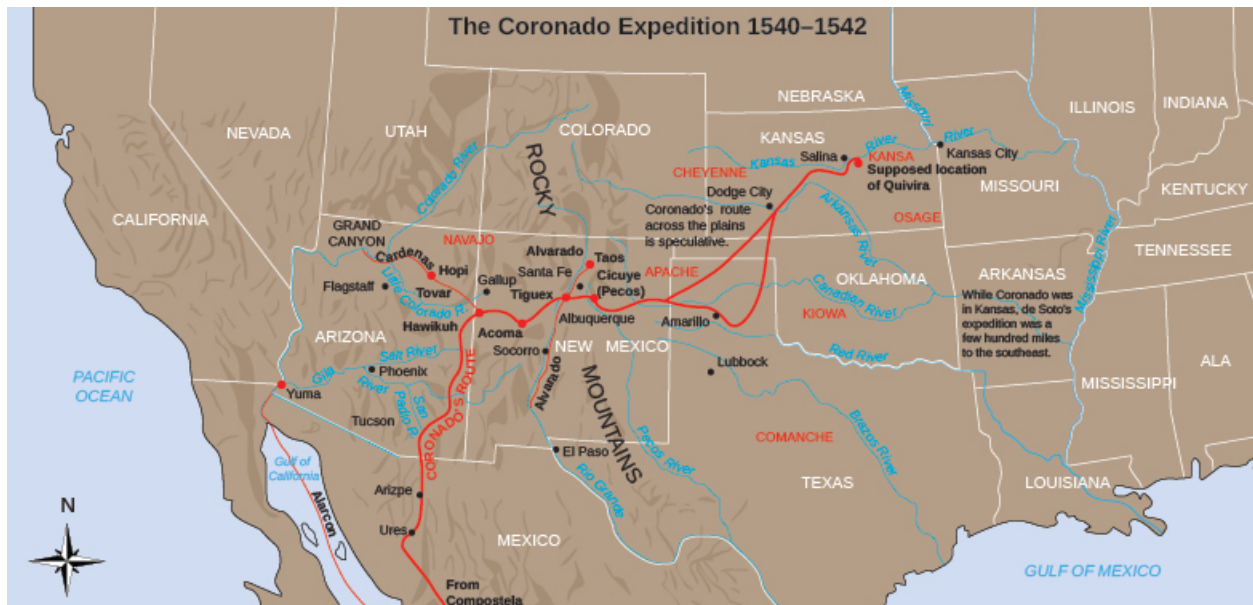 The Coronado Expedition 1540–1542
NEBRASKA
Missouri
ILLINOIS
INDIANA
NEVADA
UTAH
COLORADO
KANSAS
River
River
Salina
KANSA
Kansas City
Kansas
Supposed location
of Quivira
Colorado River
ROCKY
CHEYENNE
MISSOURI
KENTUCKY
Dodge City
CALIFORNIA
Coronado's route
across the plains
is speculative.
Arkansas River
OSAGE
Mississippi River
GRAND
CANYON
NAVAJO
Alvarado
Taos
TENNESSEE
Cardenas
Hopi
Santa Fe
Cicuye
(Pecos)
APACHE
OKLAHOMA
ARKANSAS
Flagstaff
Tovar
Gallup
Tiguex
Canadian River
While Coronado was
in Kansas, de Soto's
expedition was a
few hundred miles
to the southeast.
Little Colorado R.
Hawikuh
Acoma
Albuquerque
Amarillo
KIOWA
ARIZONA
Salt River
Socorro
NEW
MEXICO
Red River
Lubbock
ALA
PACIFIC
OCEAN
Phoenix
Gila
River
Yuma
San
Padro R.
Alvarado
MOUNTAINS
MISSISSIPPI
Tucson
CORONADO'S ROUTE
COMANCHE
Brazos River
Pecos River
El Paso
Gulf of
California
Rio Grande
TEXAS
LOUISIANA
N
Alarcon
Arizpe
Ures
MEXICO
GULF OF MEXICO
From
Compostela